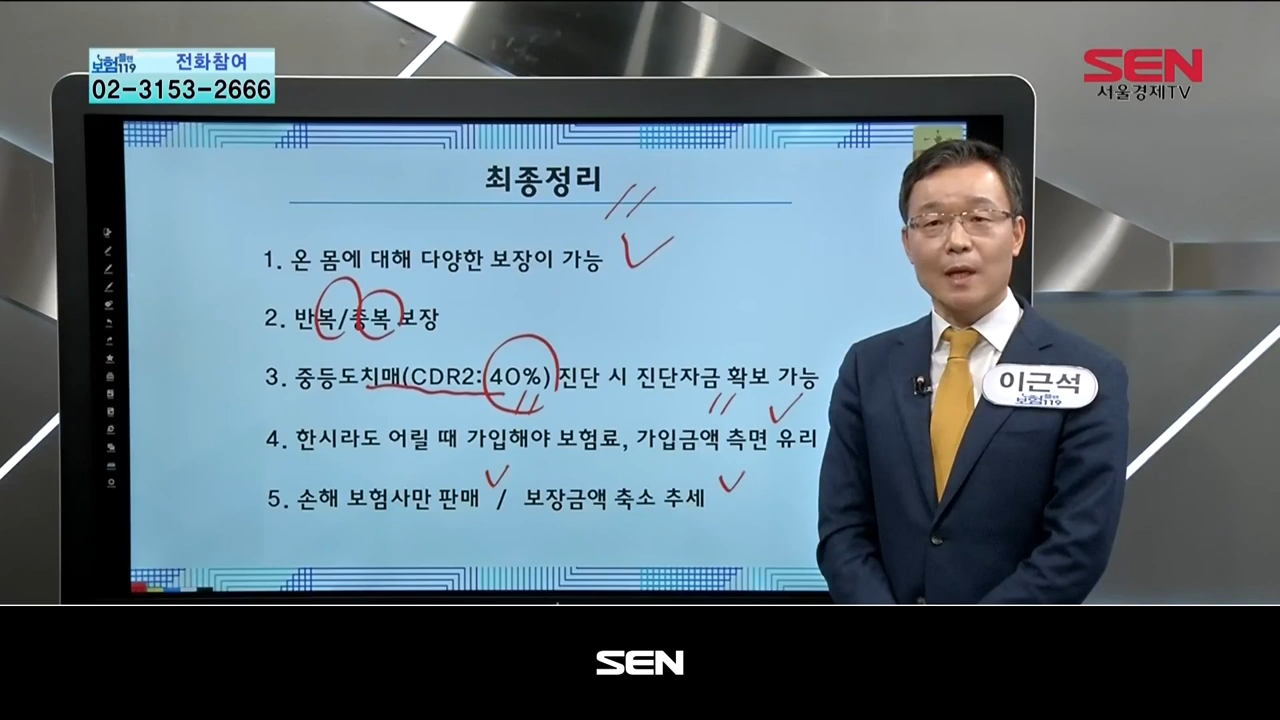 보험플랜119
전화참여
02-3153-2666
SEN
서울경제TV
최종정리
1. 온 몸에 대해 다양한 보장이 가능
2. 반복/중복 보장
3. 중등도치매(CDR2:40%)진단 시 진단자금 확보 가능
4. 한시라도 어릴 때 가입해야 보험료, 가입금액 측면 유리
5. 손해 보험사만 판매 / 보장금액 축소 추세
이근석
보험플랜119
SEN